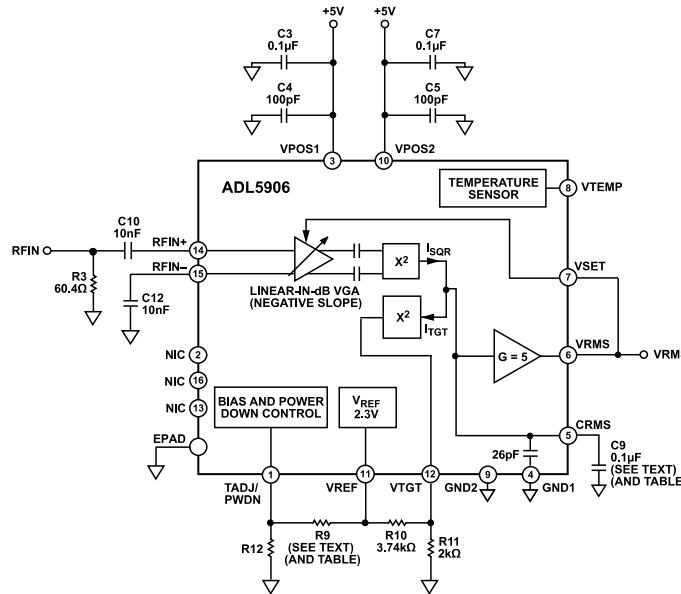 +5V
+5V
C3
0.1µF
C7
0.1µF
C4
100pF
C5
100pF
VPOS1
VPOS2
3
10
ADL5906
TEMPERATURE
SENSOR
8
VTEMP
C10
10nF
RFIN
RFIN+
14
RFIN–
15
R3
60.4Ω
C12
10nF
LINEAR-IN-dB VGA
(NEGATIVE SLOPE)
X2
ISQR
X2
ITGT
7
VSET
G = 5
VRMS
6
VRM
NIC
2
NIC
16
NIC
13
EPAD
BIAS AND POWER
DOWN CONTROL
VREF
2.3V
26pF
CRMS
5
C9
0.1µF
(SEE TEXT)
(AND TABLE)
1
11
12
9
4
TADJ/
PWDN
VREF
VTGT
GND2
GND1
R12
R9
(SEE TEXT)
(AND TABLE)
R10
3.74kΩ
R11
2kΩ